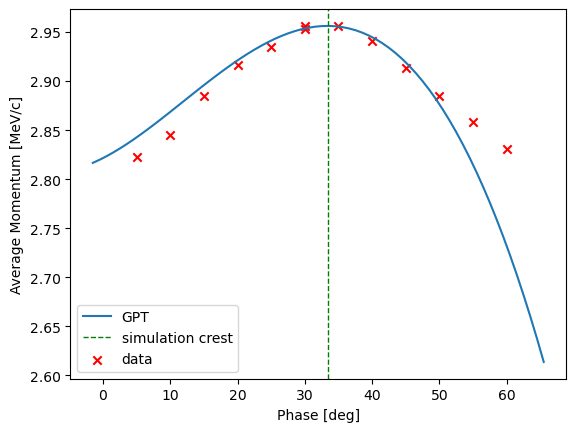 2.95
2.90
2.85
2.80
2.75
2.70
2.65
2.60
Average Momentum [MeV/c]
GPT
simulation crest
data
0 10 20 30 40 50 60
Phase [deg]